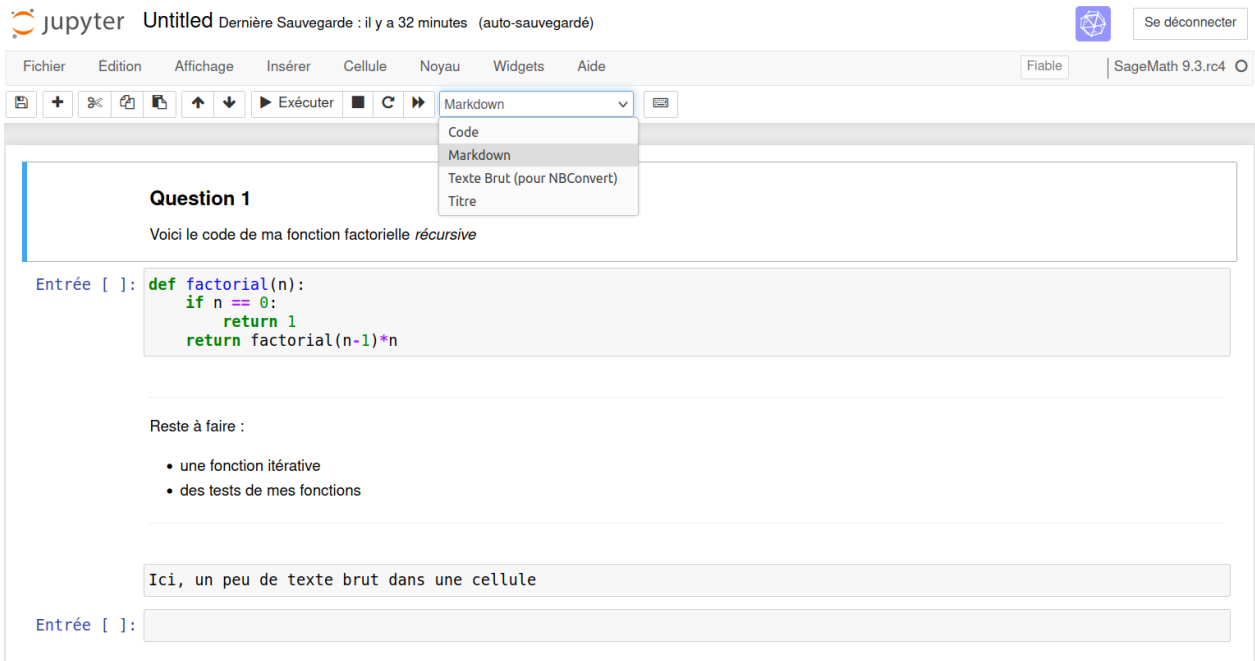 jupyter Untitled Dernière Sauvegarde : il y a 32 minutes (auto-sauvegardé) Se déconnecter
Fichier Édition Affichage Insérer Cellule Noyau Widgets Aide Fiable SageMath 9.3.rc4
Exécuter Markdown
Code
Markdown
Texte Brut (pour NBConvert)
Titre
Question 1
Voici le code de ma fonction factorielle récursive
Entrée [ ]: def factorial(n):
    if n == 0:
        return 1
    return factorial(n-1)*n
Reste à faire :
• une fonction itérative
• des tests de mes fonctions
Ici, un peu de texte brut dans une cellule
Entrée [ ]: